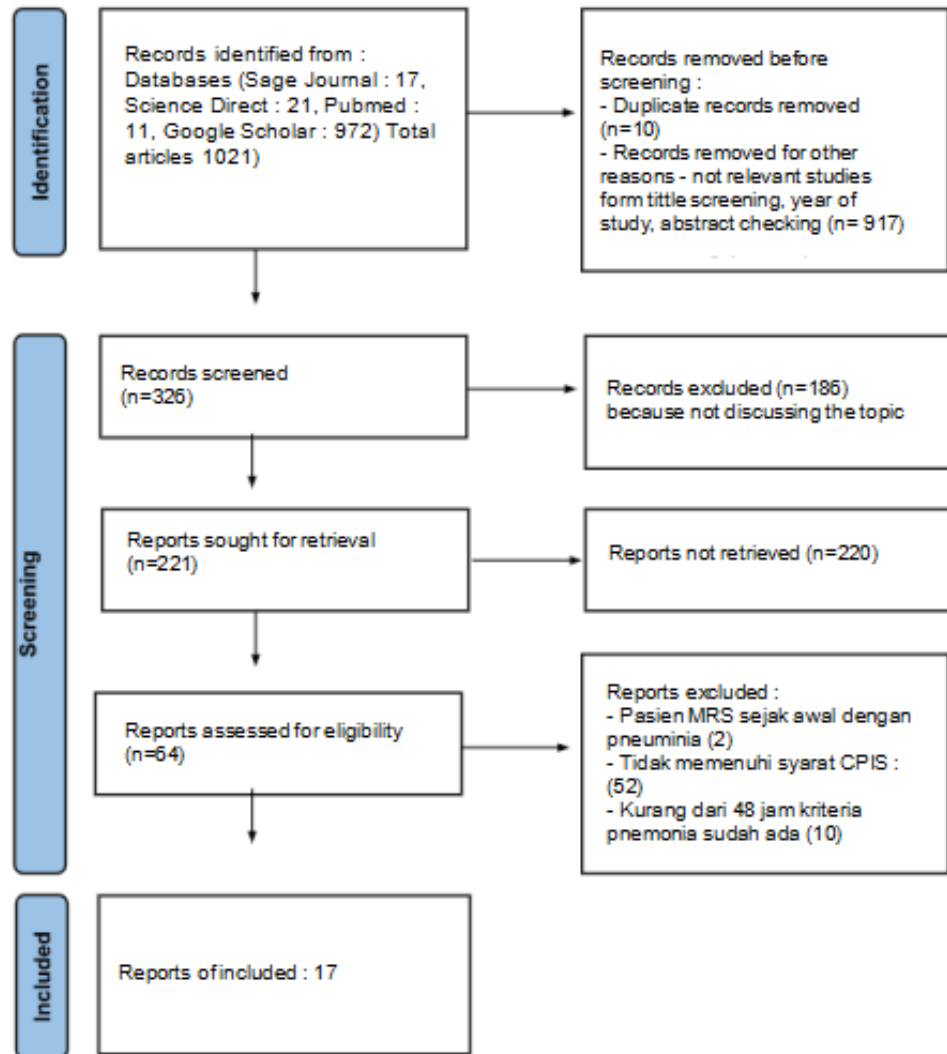 Identification
Records identified from :
Databases (Sage Journal : 17,
Science Direct : 21, Pubmed :
11, Google Scholar : 972) Total
articles 1021)
Records removed before
screening :
- Duplicate records removed
(n=10)
- Records removed for other
reasons - not relevant studies
form tittle screening, year of
study, abstract checking (n= 917)
Screening
Records screened
(n=326)
Records excluded (n=186)
because not discussing the topic
Reports sought for retrieval
(n=221)
Reports not retrieved (n=220)
Reports assessed for eligibility
(n=64)
Reports excluded :
- Pasien MRS sejak awal dengan
pneuminia (2)
- Tidak memenuhi syarat CPIS :
(52)
- Kurang dari 48 jam kriteria
pnemonia sudah ada (10)
Included
Reports of included : 17